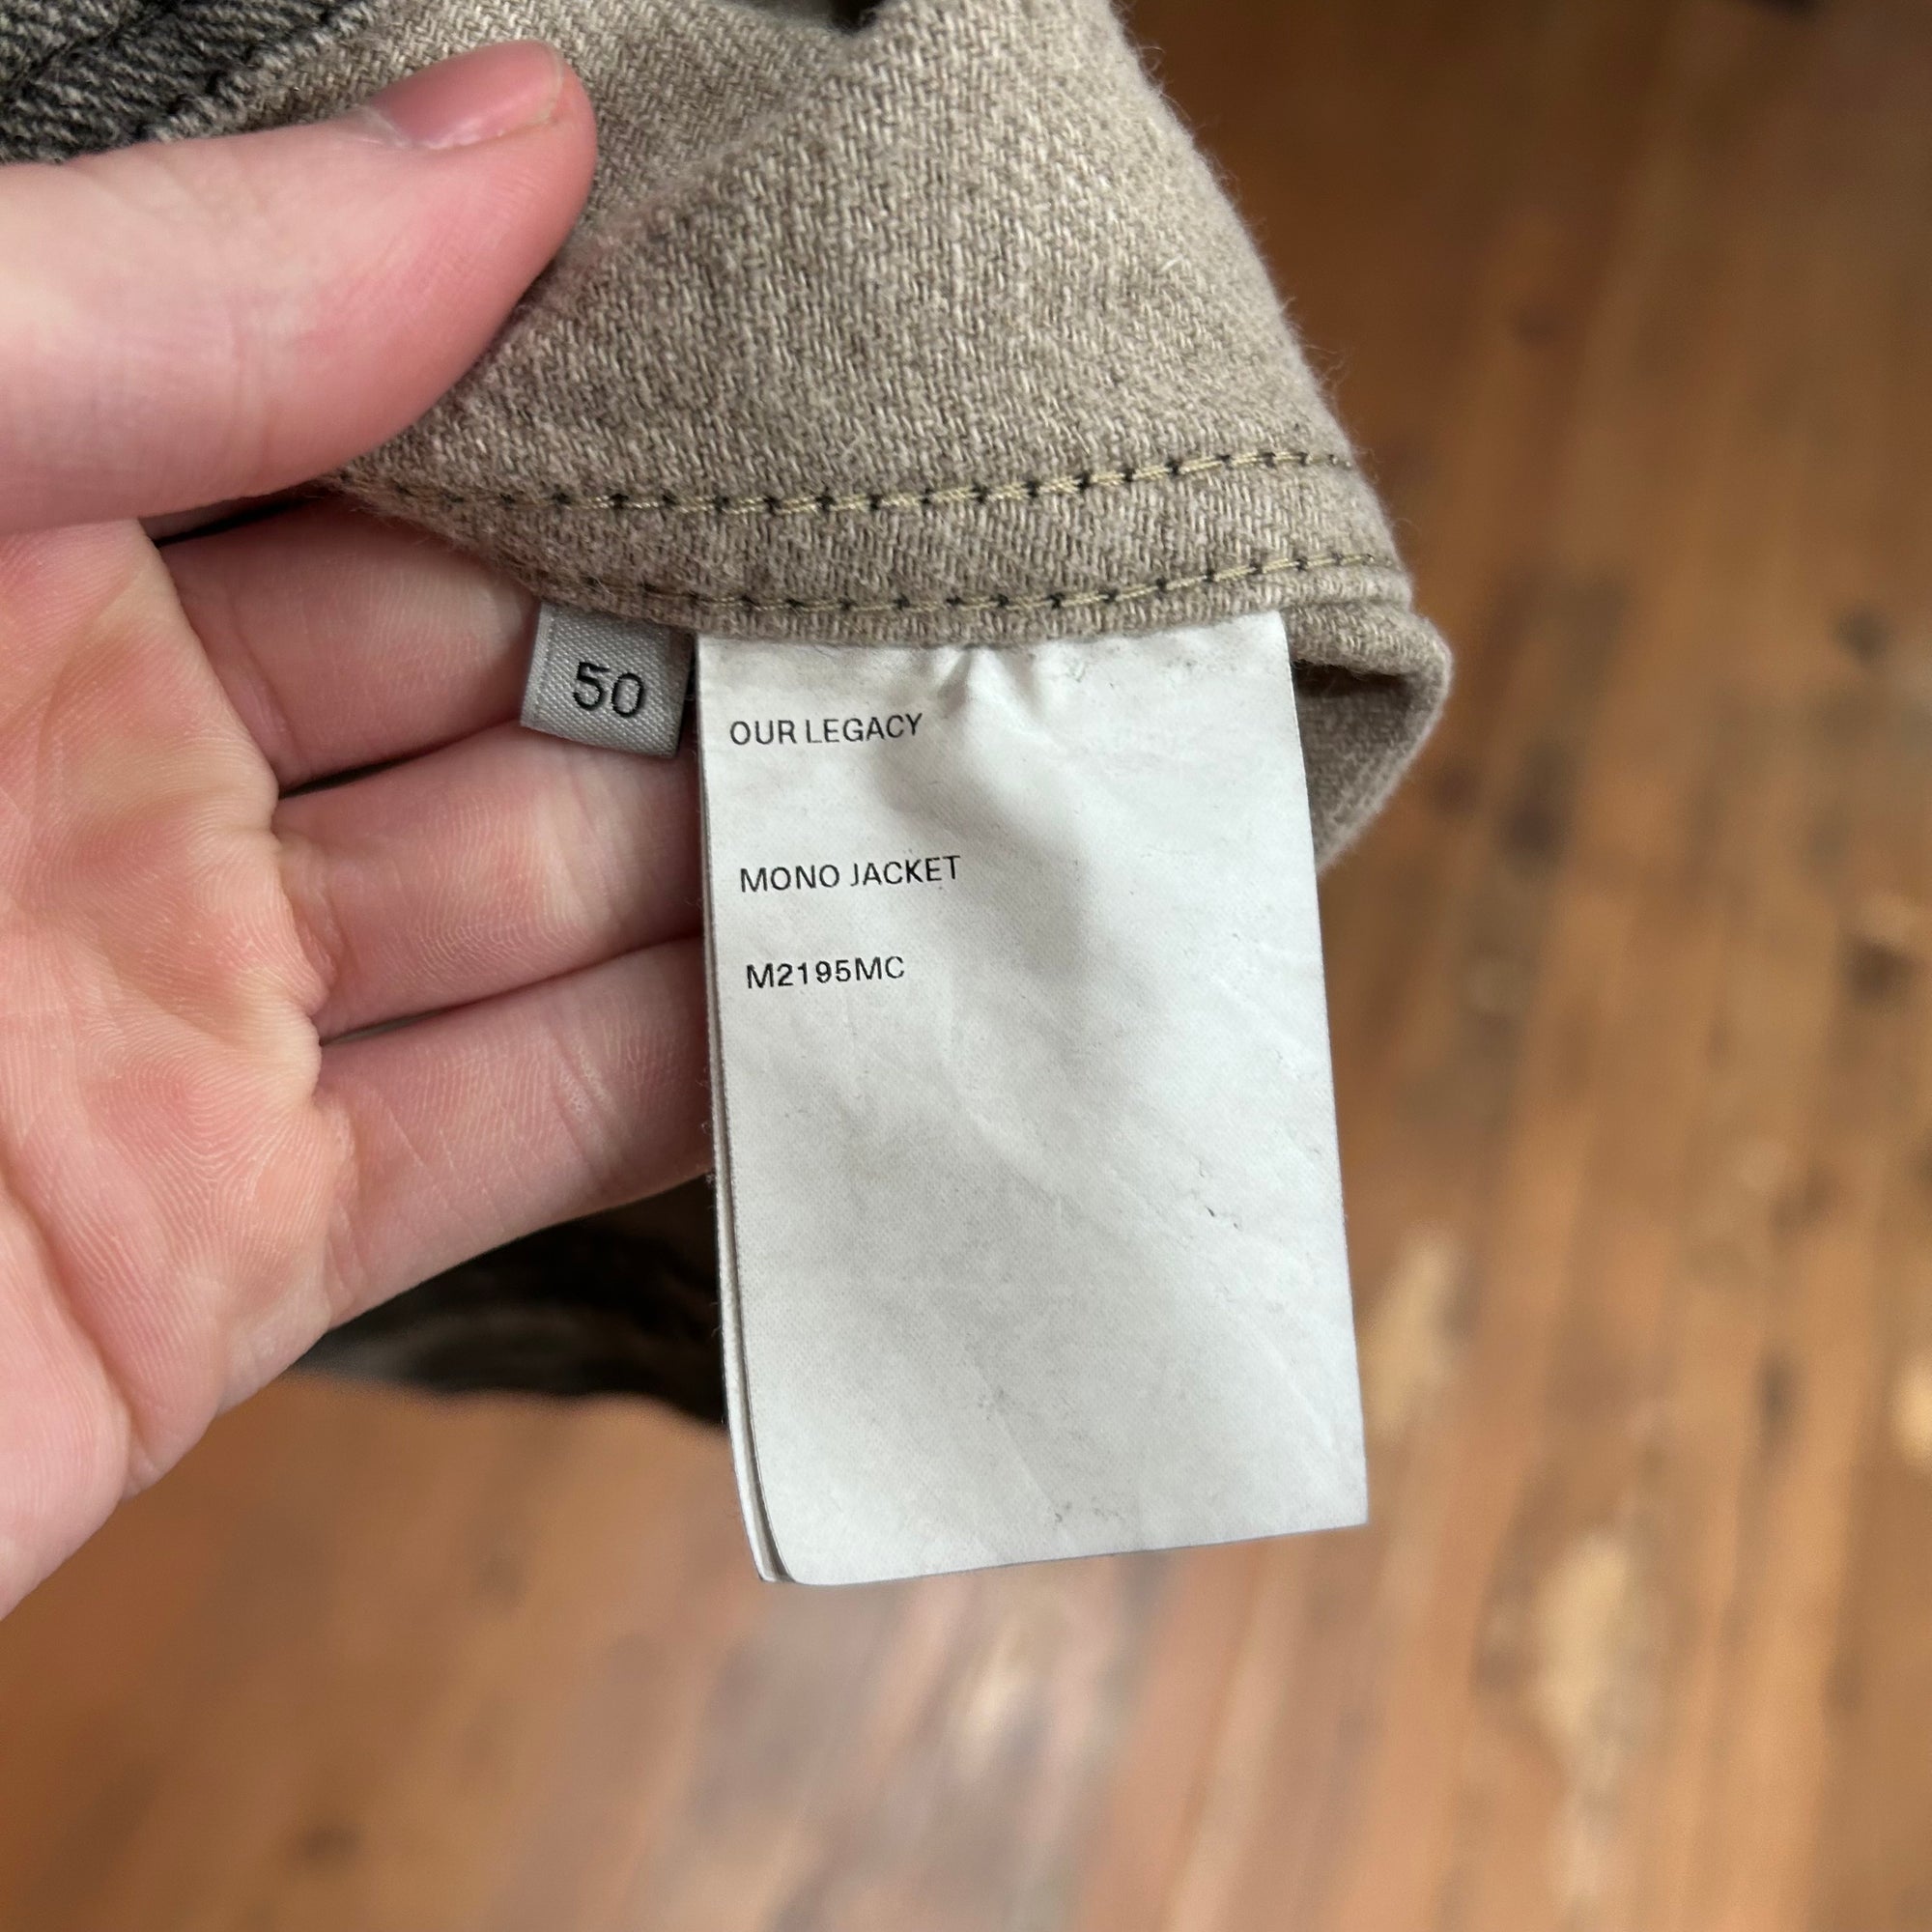 50
OUR LEGACY
MONO JACKET
M2195MC